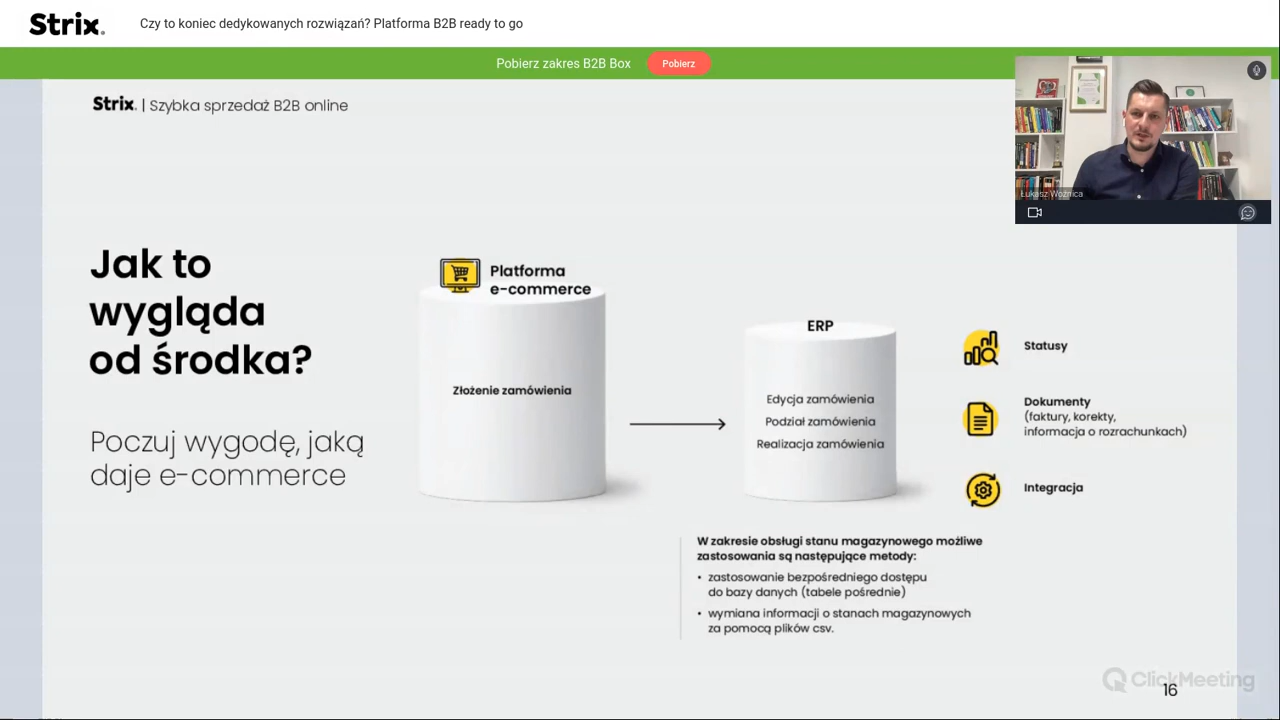 Strix
Czy to koniec dedykowanych rozwiązań? Platforma B2B ready to go
Pobierz zakres B2B Box
Pobierz
Strix. | Szybka sprzedaż B2B online
Łukasz Woźnica
Jak to
wygląda
od środka?
Poczuj wygodę, jaką
daje e-commerce
Platforma
e-commerce
Złożenie zamówienia
ERP
Edycja zamówienia
Podział zamówienia
Realizacja zamówienia
Statusy
Dokumenty
(faktury, korekty,
informacja o rozrachunkach)
Integracja
W zakresie obsługi stanu magazynowego możliwe
zastosowania są następujące metody:
• zastosowanie bezpośredniego dostępu
do bazy danych (tabele pośrednie)
• wymiana informacji o stanach magazynowych
za pomocą plików csv.
ClickMeeting
16